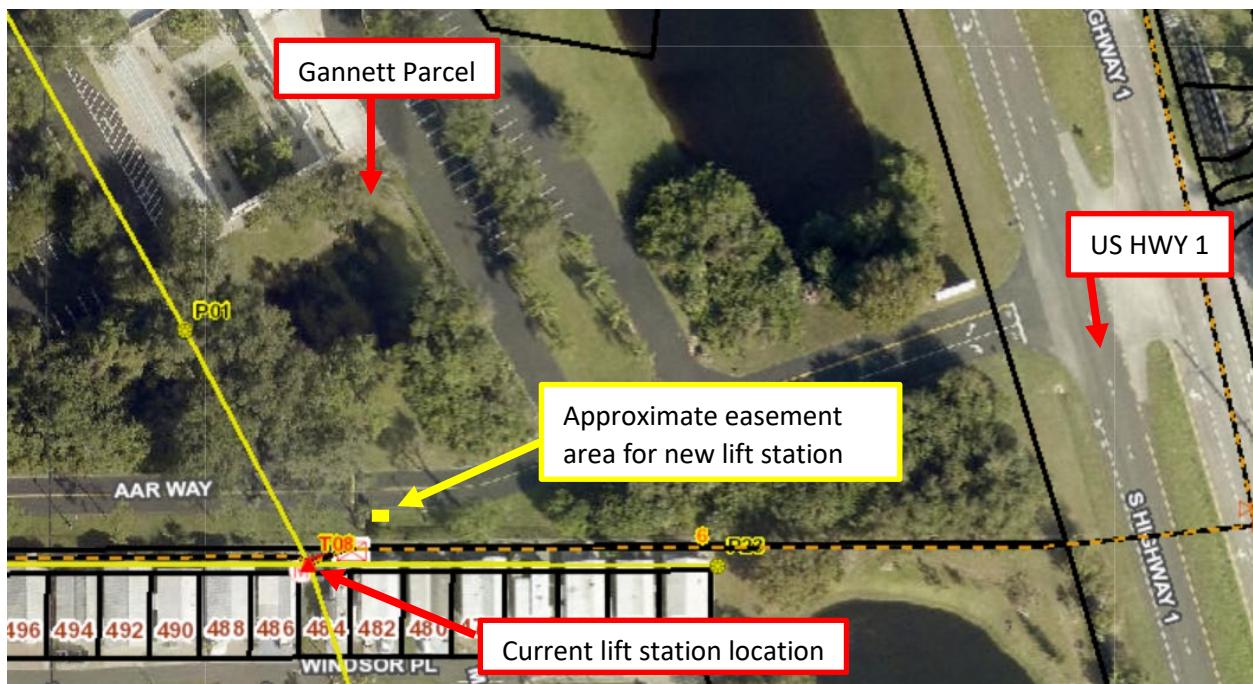 Gannett Parcel
HIGHWAY 1
US HWY 1
P01
Approximate easement
area for new lift station
AAR WAY
T08
6
S HIGHWAY 1
496 494 492 490 488 486 484 482 480
Current lift station location
WINDSOR PL